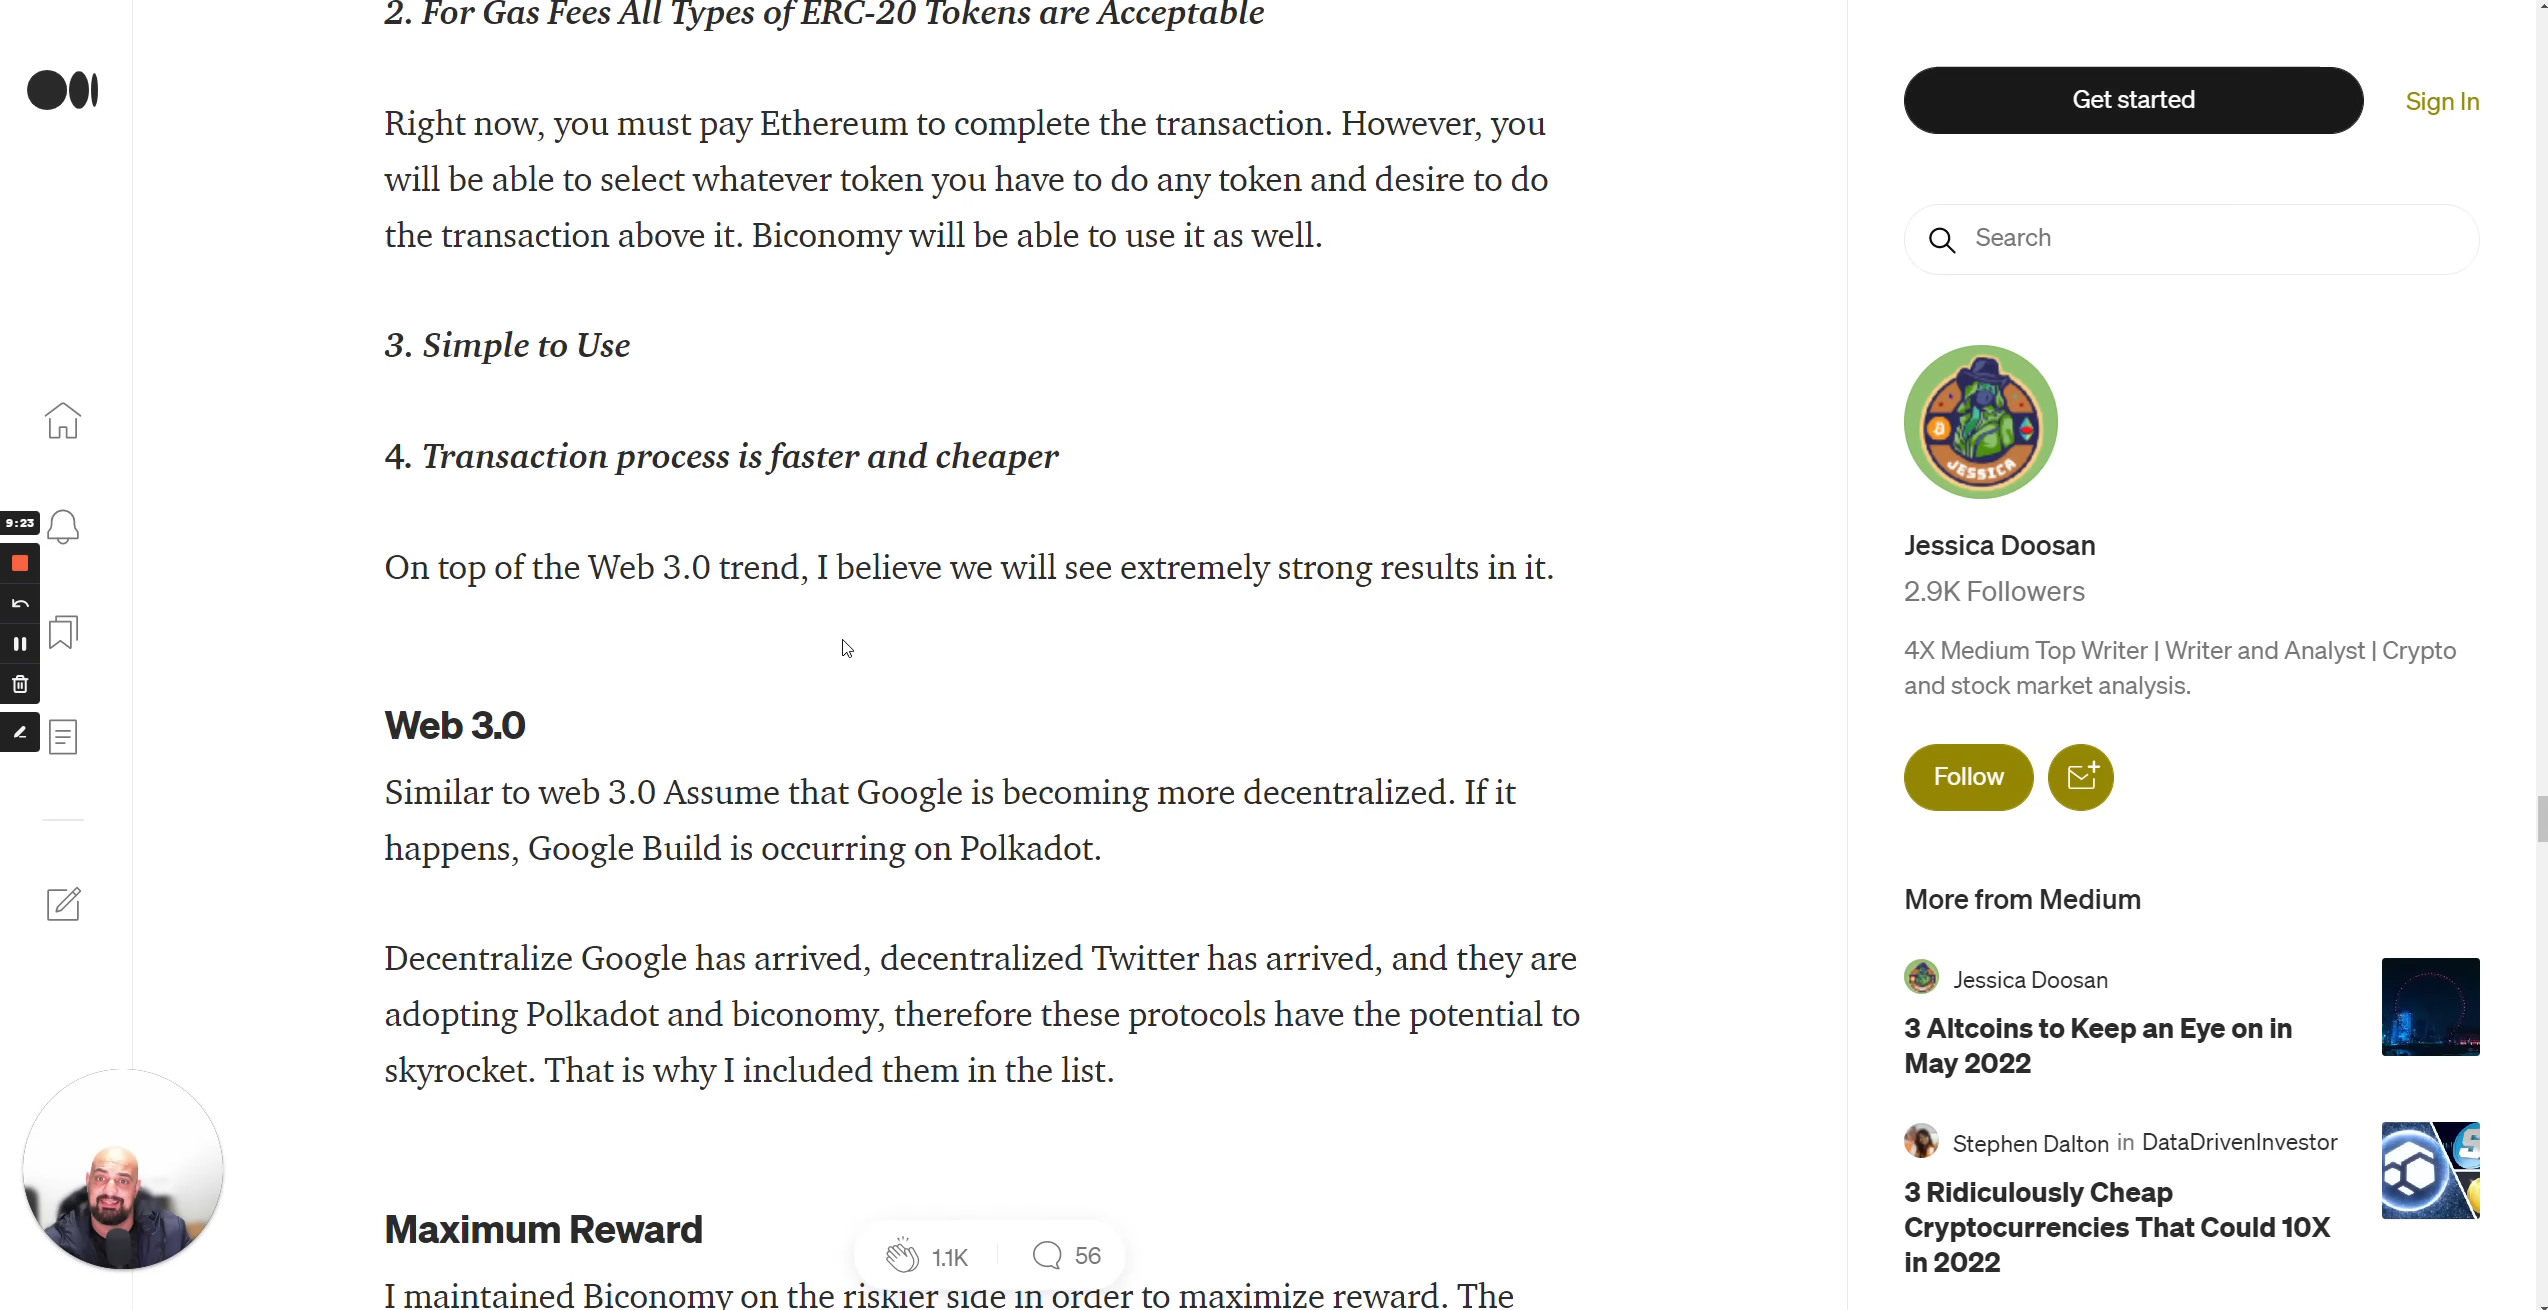 2. For Gas Fees All Types of ERC-20 Tokens are Acceptable
Right now, you must pay Ethereum to complete the transaction. However, you
will be able to select whatever token you have to do any token and desire to do
the transaction above it. Biconomy will be able to use it as well.
3. Simple to Use
4. Transaction process is faster and cheaper
On top of the Web 3.0 trend, I believe we will see extremely strong results in it.
Web 3.0
Similar to web 3.0 Assume that Google is becoming more decentralized. If it
happens, Google Build is occurring on Polkadot.
Decentralize Google has arrived, decentralized Twitter has arrived, and they are
adopting Polkadot and biconomy, therefore these protocols have the potential to
skyrocket. That is why I included them in the list.
Maximum Reward
1.1K
56
I maintained Biconomy on the riskier side in order to maximize reward. The
9:23
Get started
Sign In
Search
JESSICA
Jessica Doosan
2.9K Followers
4X Medium Top Writer | Writer and Analyst | Crypto
and stock market analysis.
Follow
More from Medium
Jessica Doosan
3 Altcoins to Keep an Eye on in
May 2022
Stephen Dalton in DataDrivenInvestor
3 Ridiculously Cheap
Cryptocurrencies That Could 10X
in 2022